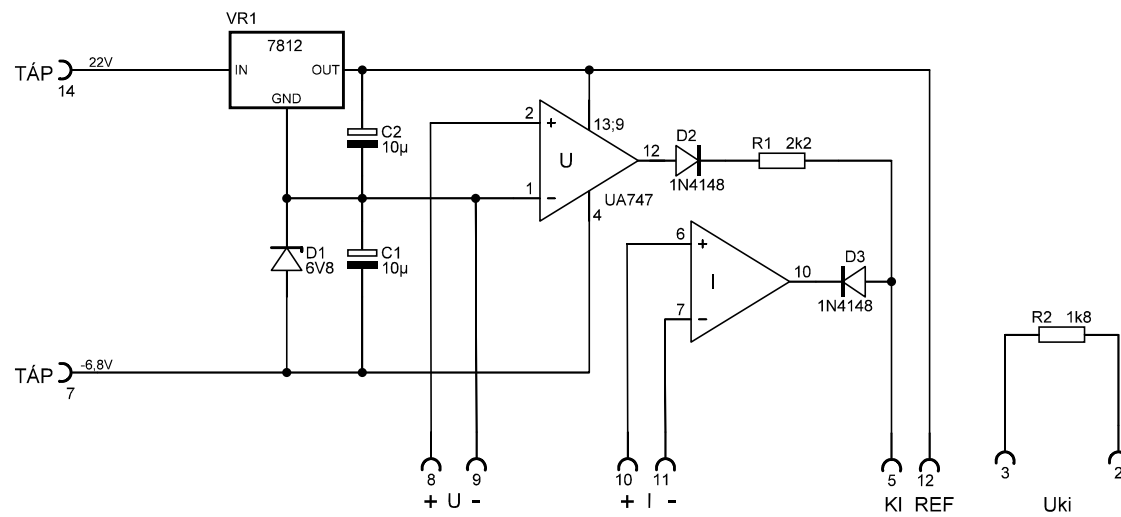 VR1
7812
IN
OUT
GND
TÁP
14
22V
C2
10µ
2
+
U
1
-
13;9
12
4
UA747
D2
1N4148
R1 2k2
D1
6V8
C1
10µ
6
+
I
7
-
10
D3
1N4148
R2 1k8
TÁP
7
-6,8V
8
9
10
11
5
12
3
2
+ U -
+ I -
KI REF
Uki